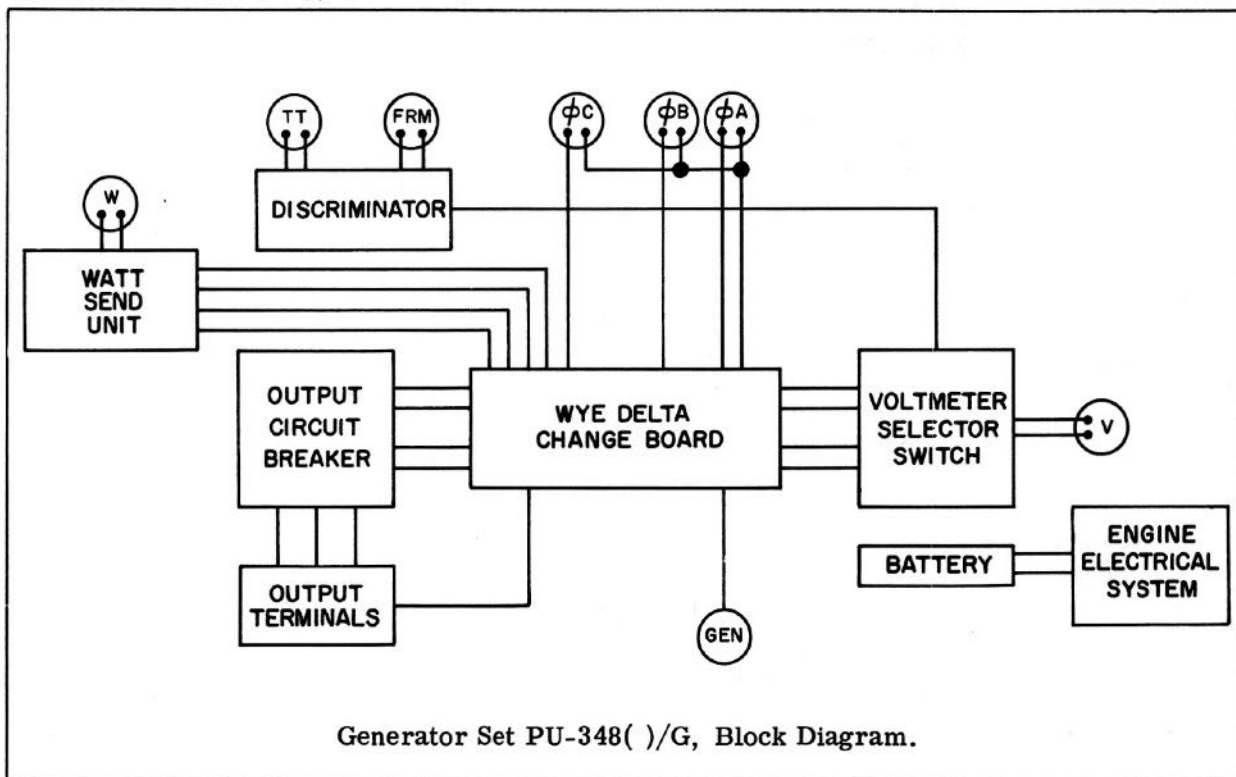 TT
FRM
φC
φB
φA
W
DISCRIMINATOR
WATT
SEND
UNIT
OUTPUT
CIRCUIT
BREAKER
WYE DELTA
CHANGE BOARD
VOLTMETER
SELECTOR
SWITCH
V
BATTERY
ENGINE
ELECTRICAL
SYSTEM
OUTPUT
TERMINALS
GEN
Generator Set PU-348( )/G, Block Diagram.